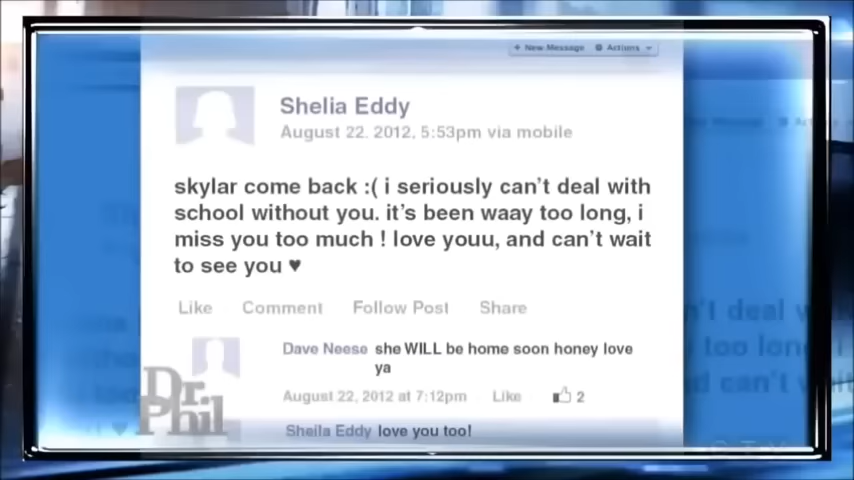 + New Message Actions
Shelia Eddy
August 22, 2012, 5:53pm via mobile
skylar come back :( i seriously can't deal with
school without you. it's been waay too long, i
miss you too much ! love youu, and can't wait
to see you ♥
Like Comment Follow Post Share
Dave Neese she WILL be home soon honey love
ya
August 22, 2012 at 7:12pm Like 2
Sheila Eddy love you too!
Dr.
Phil